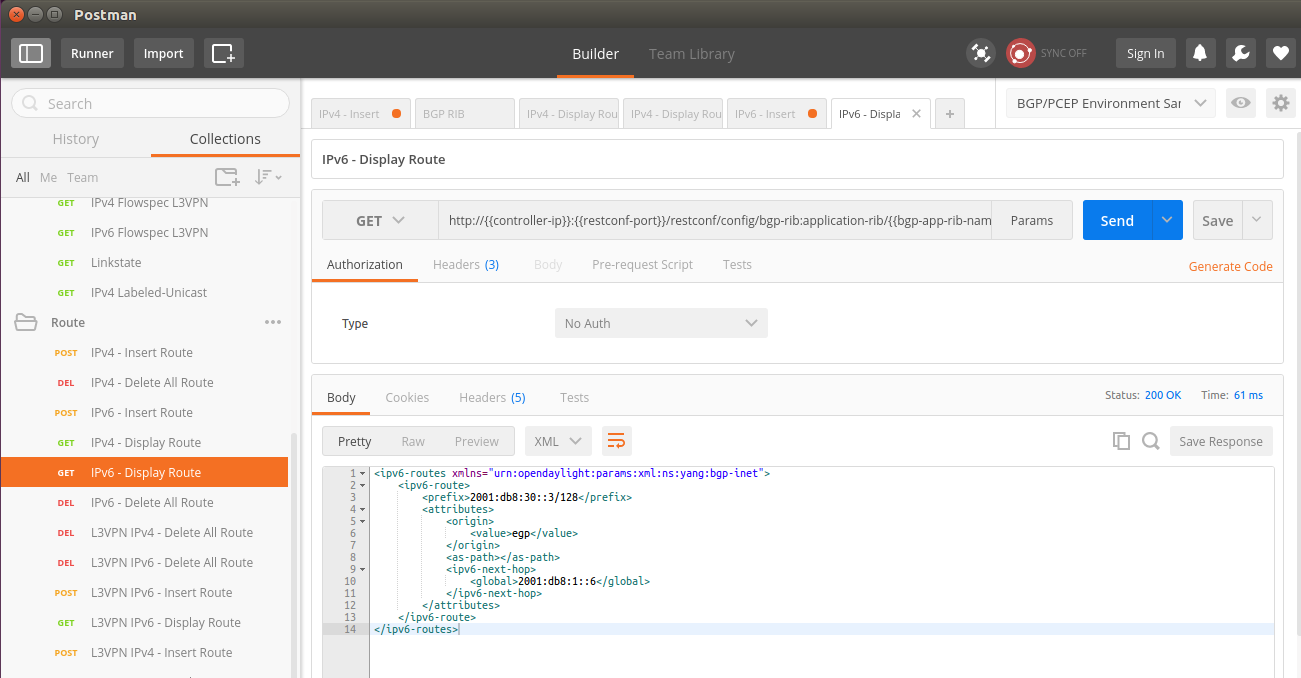 Postman
Runner
Import
Builder
Team Library
SYNC OFF
Sign In
Search
History
Collections
All Me Team
GET IPv4 Flowspec L3VPN
GET IPv6 Flowspec L3VPN
GET Linkstate
GET IPv4 Labeled-Unicast
Route
POST IPv4 - Insert Route
DEL IPv4 - Delete All Route
POST IPv6 - Insert Route
GET IPv4 - Display Route
GET IPv6 - Display Route
DEL IPv6 - Delete All Route
DEL L3VPN IPv4 - Delete All Route
DEL L3VPN IPv6 - Delete All Route
POST L3VPN IPv6 - Insert Route
GET L3VPN IPv6 - Display Route
POST L3VPN IPv4 - Insert Route
IPv4 - Insert
BGP RIB
IPv4 - Display Rou
IPv4 - Display Rou
IPv6 - Insert
IPv6 - Displa
BGP/PCEP Environment Sar
IPv6 - Display Route
GET
http://{{controller-ip}}:{{restconf-port}}/restconf/config/bgp-rib:application-rib/{{bgp-app-rib-nam
Params
Send
Save
Authorization
Headers (3)
Body
Pre-request Script
Tests
Generate Code
Type
No Auth
Body
Cookies
Headers (5)
Tests
Status: 200 OK
Time: 61 ms
Pretty
Raw
Preview
XML
Save Response
1 <ipv6-routes xmlns="urn:opendaylight:params:xml:ns:yang:bgp-inet">
2 <ipv6-route>
3 <prefix>2001:db8:30::3/128</prefix>
4 <attributes>
5 <origin>
6 <value>egp</value>
7 </origin>
8 <as-path></as-path>
9 <ipv6-next-hop>
10 <global>2001:db8:1::6</global>
11 </ipv6-next-hop>
12 </attributes>
13 </ipv6-route>
14 </ipv6-routes>